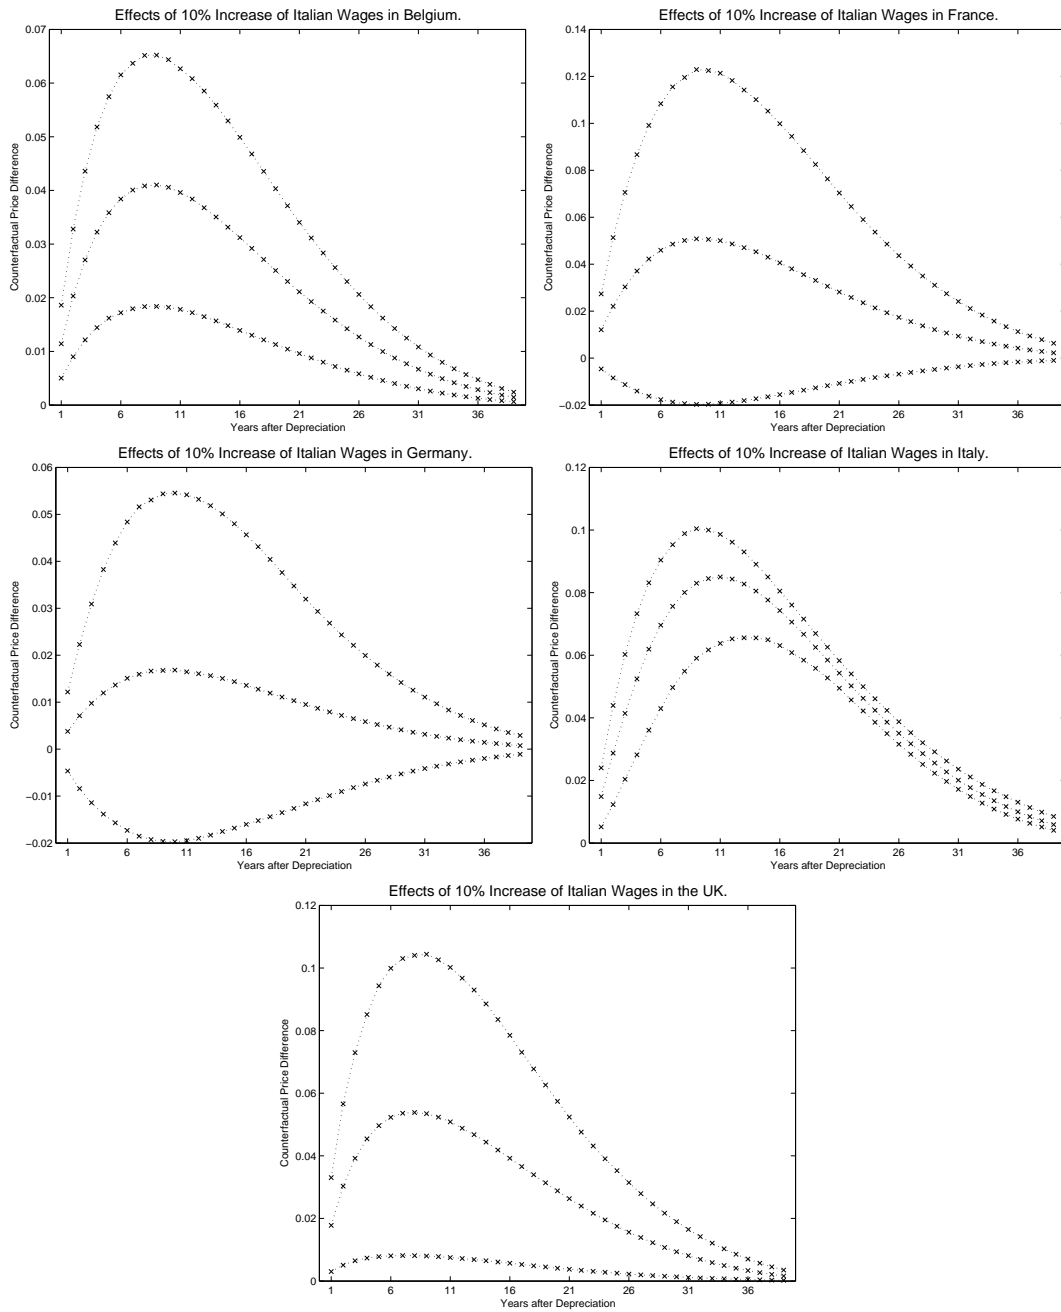 Effects of 10% Increase of Italian Wages in Belgium.
0.07
0.06
0.05
0.04
0.03
0.02
0.01
0
Counterfactual Price Difference
1 6 11 16 21 26 31 36
Years after Depreciation
Effects of 10% Increase of Italian Wages in France.
0.14
0.12
0.1
0.08
0.06
0.04
0.02
0
−0.02
Counterfactual Price Difference
1 6 11 16 21 26 31 36
Years after Depreciation
Effects of 10% Increase of Italian Wages in Germany.
0.06
0.05
0.04
0.03
0.02
0.01
0
−0.01
−0.02
Counterfactual Price Difference
1 6 11 16 21 26 31 36
Years after Depreciation
Effects of 10% Increase of Italian Wages in Italy.
0.12
0.1
0.08
0.06
0.04
0.02
0
Counterfactual Price Difference
1 6 11 16 21 26 31 36
Years after Depreciation
Effects of 10% Increase of Italian Wages in the UK.
0.12
0.1
0.08
0.06
0.04
0.02
0
Counterfactual Price Difference
1 6 11 16 21 26 31 36
Years after Depreciation